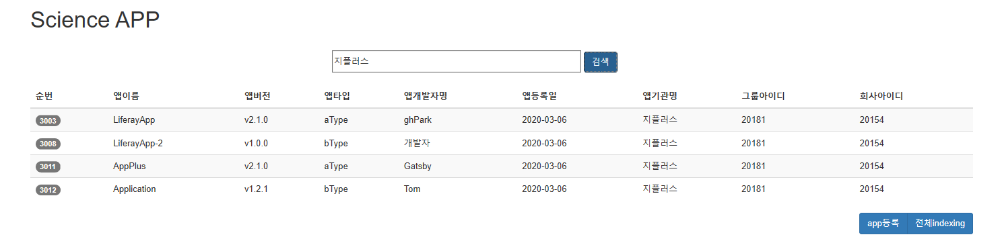 Science APP
지플러스 검색
순번 앱이름 앱버전 앱타입 앱개발자명 앱등록일 앱기관명 그룹아이디 회사아이디
3003 LiferayApp v2.1.0 aType ghPark 2020-03-06 지플러스 20181 20154
3008 LiferayApp-2 v1.0.0 bType 개발자 2020-03-06 지플러스 20181 20154
3011 AppPlus v2.1.0 aType Gatsby 2020-03-06 지플러스 20181 20154
3012 Application v1.2.1 bType Tom 2020-03-06 지플러스 20181 20154
app등록 전체indexing